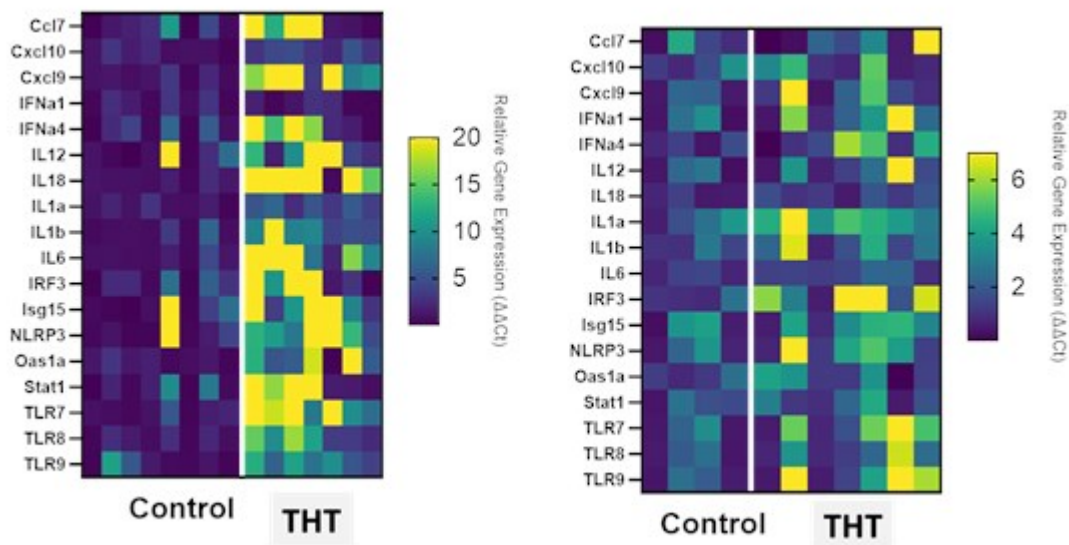 Ccl7
Cxcl10
Cxcl9
IFNa1
IFNa4
IL12
IL18
IL1a
IL1b
IL6
IRF3
Isg15
NLRP3
Oas1a
Stat1
TLR7
TLR8
TLR9
Control
THT
20
15
10
5
Relative Gene Expression (ΔΔCt)
Ccl7
Cxcl10
Cxcl9
IFNa1
IFNa4
IL12
IL18
IL1a
IL1b
IL6
IRF3
Isg15
NLRP3
Oas1a
Stat1
TLR7
TLR8
TLR9
Control
THT
6
4
2
Relative Gene Expression (ΔΔCt)